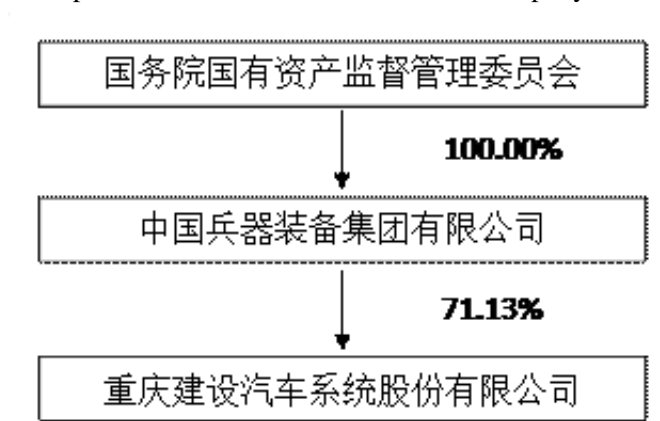 国务院国有资产监督管理委员会
100.00%
中国兵器装备集团有限公司
71.13%
重庆建设汽车系统股份有限公司